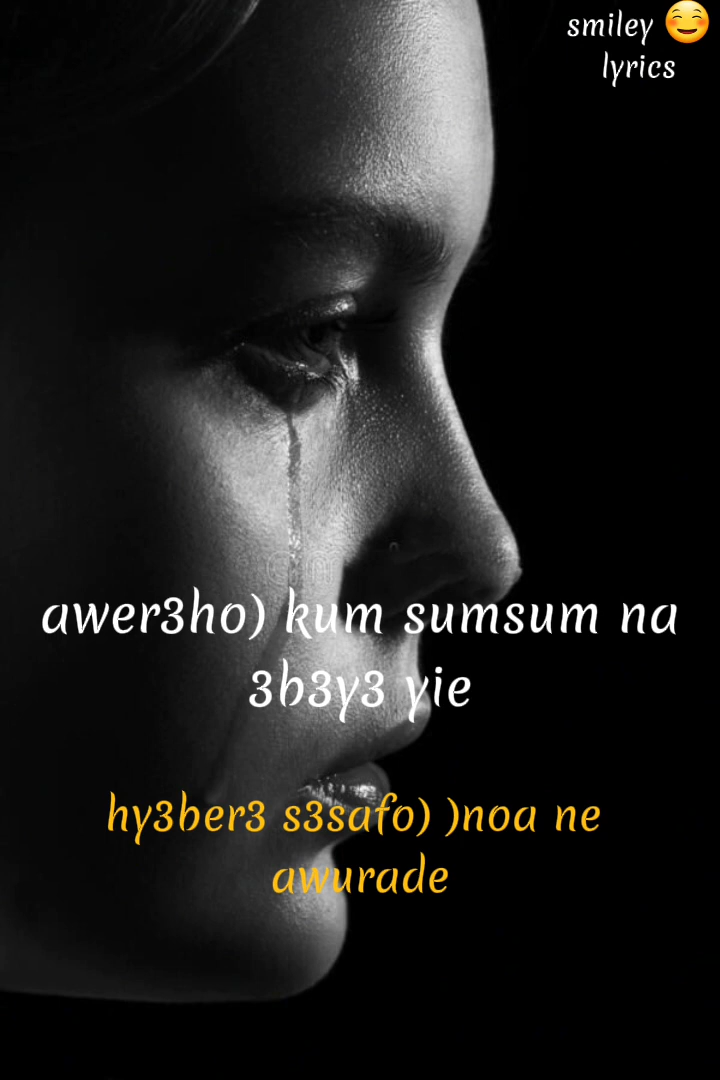 smiley 😊
lyrics
awer3ho) kum sumsum na
3b3y3 yie
hy3ber3 s3safo) )noa ne
awurade